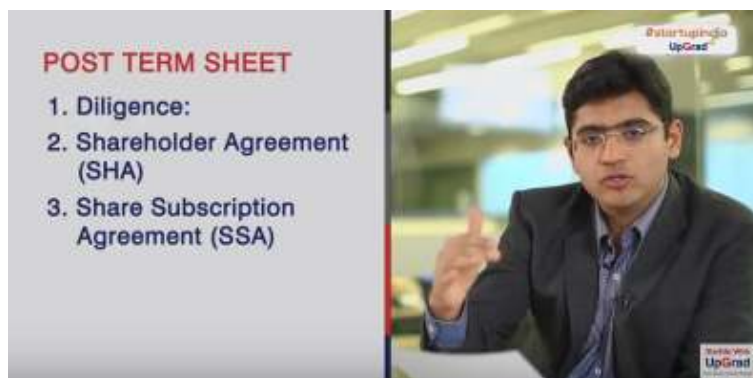 POST TERM SHEET
1. Diligence:
2. Shareholder Agreement
(SHA)
3. Share Subscription
Agreement (SSA)
#startupindia
UpGrad
UpGrad